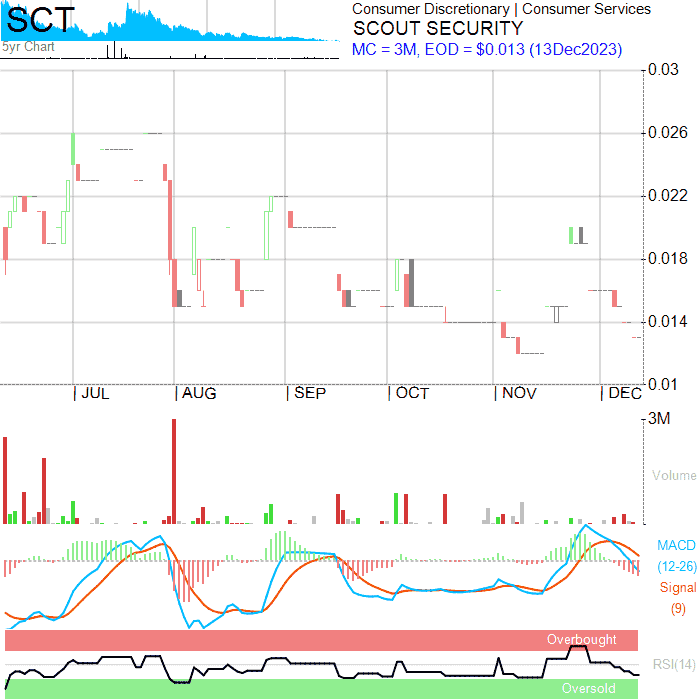 SCT
5yr Chart
Consumer Discretionary | Consumer Services
SCOUT SECURITY
MC = 3M, EOD = $0.013 (13Dec2023)
0.03
0.026
0.022
0.018
0.014
0.01
| JUL | AUG | SEP | OCT | NOV | DEC
3M
Volume
MACD
(12-26)
Signal
(9)
Overbought
RSI(14)
Oversold